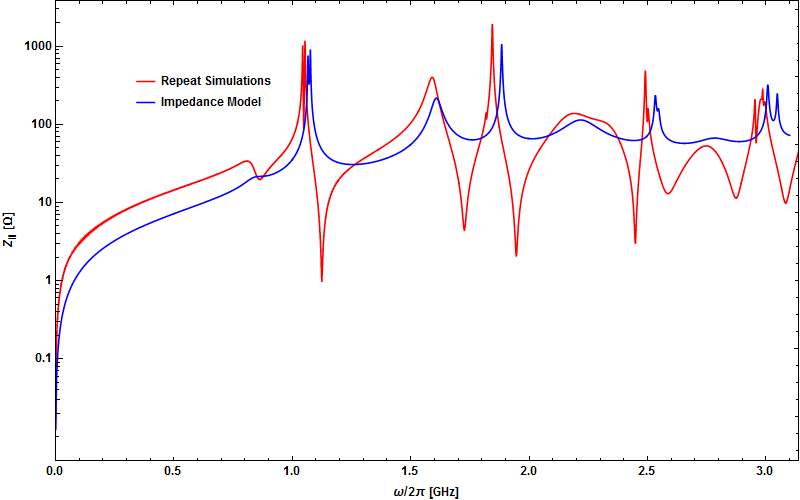 1000
100
10
1
0.1
Z|| [Ω]
Repeat Simulations
Impedance Model
0.0 0.5 1.0 1.5 2.0 2.5 3.0
ω/2π [GHz]